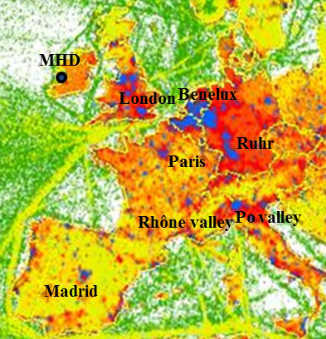 MHD
London
Benelux
Ruhr
Paris
Rhône valley
Po valley
Madrid